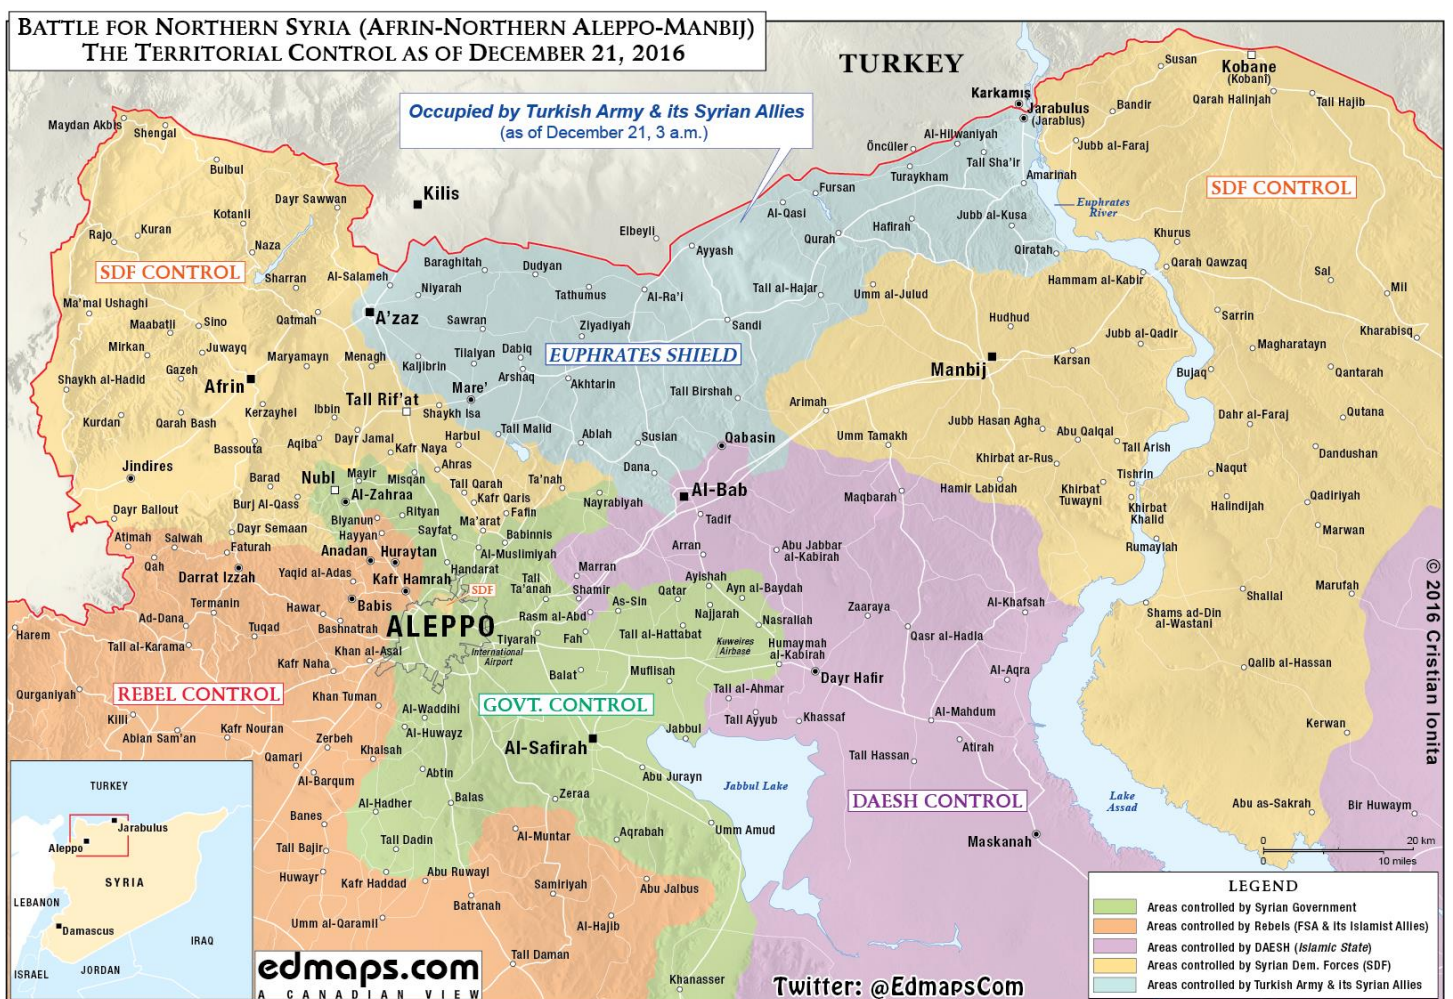 BATTLE FOR NORTHERN SYRIA (AFRIN-NORTHERN ALEPPO-MANBIJ)
THE TERRITORIAL CONTROL AS OF DECEMBER 21, 2016
TURKEY
Occupied by Turkish Army & its Syrian Allies
(as of December 21, 3 a.m.)
Susan
Kobane
(Kobanî)
Karkamış
Jarabulus
(Jarablus)
Bandir
Qarah Halinjah
Tall Hajib
Maydan Akbis
Shengal
Al-Hilwaniyah
Öncüler
Tall Sha'ir
Jubb al-Faraj
Bulbul
Turaykham
Amarinah
Kilis
Fursan
SDF CONTROL
Dayr Sawwan
Kotanli
Al-Qasi
Jubb al-Kusa
Euphrates
River
Rajo
Kuran
Elbeyli
Hafirah
Qurah
Khurus
Naza
Ayyash
Qiratah
SDF CONTROL
Baraghitah
Dudyan
Qarah Qawzaq
Sharran
Al-Salameh
Hammam al-Kabir
Sal
Niyarah
Tathumus
Al-Ra'i
Tall al-Hajar
Umm al-Julud
Mil
Ma'mal Ushaghi
A'zaz
Qatmah
Sawran
Ziyadiyah
Sandi
Hudhud
Sarrin
Maabatli
Sino
Jubb al-Qadir
Kharabisq
Mirkan
Juwayq
Maryamayn
Menagh
Kaljibrin
Tilalyan
Dabiq
EUPHRATES SHIELD
Karsan
Magharatayn
Gazeh
Arshaq
Manbij
Bujaq
Qantarah
Shaykh al-Hadid
Afrin
Mare'
Akhtarin
Tall Birshah
Tall Rif'at
Arimah
Kurdan
Qarah Bash
Kerzayhel
Ibbin
Shaykh Isa
Jubb Hasan Agha
Dahr al-Faraj
Qutana
Bassouta
Aqiba
Dayr Jamal
Harbul
Tall Malid
Ablah
Susian
Qabasin
Umm Tamakh
Abu Qalqal
Tall Arish
Kafr Naya
Khirbat ar-Rus
Dandushan
Jindires
Barad
Nubl
Mayir
Misqan
Ahras
Ta'nah
Dana
Tishrin
Naqut
Al-Zahraa
Tall Qarah
Al-Bab
Maqbarah
Hamir Labidah
Khirbat
Tuwayni
Burj Al-Qass
Kafr Qaris
Nayrabiyah
Khirbat
Khalid
Halindijah
Qadiriyah
Dayr Ballout
Biyanun
Rityan
Fafin
Tadif
Dayr Semaan
Hayyan
Sayfat
Ma'arat
Babinnis
Marwan
Atimah
Salwah
Faturah
Anadan
Huraytan
Al-Muslimiyah
Arran
Abu Jabbar
al-Kabirah
Rumaylah
Qah
Darrat Izzah
Yaqid al-Adas
Kafr Hamrah
Handarat
Tall
Ta'anah
Marran
Shamir
Ayishah
Ayn al-Baydah
Marufah
SDF
Qatar
Shallal
Termanin
Hawar
Babis
As-Sin
Zaaraya
Al-Khafsah
Ad-Dana
Bashnatrah
ALEPPO
Rasm al-Abd
Najjarah
Nasrallah
Shams ad-Din
al-Wastani
Harem
Tuqad
Tiyarah
Fah
Tall al-Hattabat
Qasr al-Hadla
Tall al-Karama
Khan al-Asal
International
Airport
Kuweires
Airbase
Humaymah
al-Kabirah
Kafr Naha
Balat
Muflisah
Dayr Hafir
Al-Aqra
Qalib al-Hassan
Qurganiyah
REBEL CONTROL
Khan Tuman
GOVT. CONTROL
Tall al-Ahmar
Killi
Al-Waddihi
Tall Ayyub
Khassaf
Al-Mahdum
Kafr Nouran
Al-Huwayz
Jabbul
Kerwan
Abian Sam'an
Zerbeh
Khalsah
Al-Safirah
Tall Hassan
Atirah
Qamari
Abtin
Abu Jurayn
Al-Barqum
Jabbul Lake
Al-Hadher
Balas
Zeraa
DAESH CONTROL
Lake
Assad
Abu as-Sakrah
Bir Huwaym
Banes
Al-Muntar
Aqrabah
Umm Amud
Tall Bajir
Tall Dadin
Maskanah
0 20 km
0 10 miles
Huwayr
Kafr Haddad
Abu Ruwayl
Samiriyah
Abu Jalbus
Batranah
Umm al-Qaramil
Al-Hajib
Tall Daman
Khanasser
TURKEY
Jarabulus
Aleppo
SYRIA
LEBANON
Damascus
IRAQ
ISRAEL
JORDAN
LEGEND
Areas controlled by Syrian Government
Areas controlled by Rebels (FSA & its Islamist Allies)
Areas controlled by DAESH (Islamic State)
Areas controlled by Syrian Dem. Forces (SDF)
Areas controlled by Turkish Army & its Syrian Allies
edmaps.com
A CANADIAN VIEW
Twitter: @EdmapsCom
© 2016 Cristian Ionita